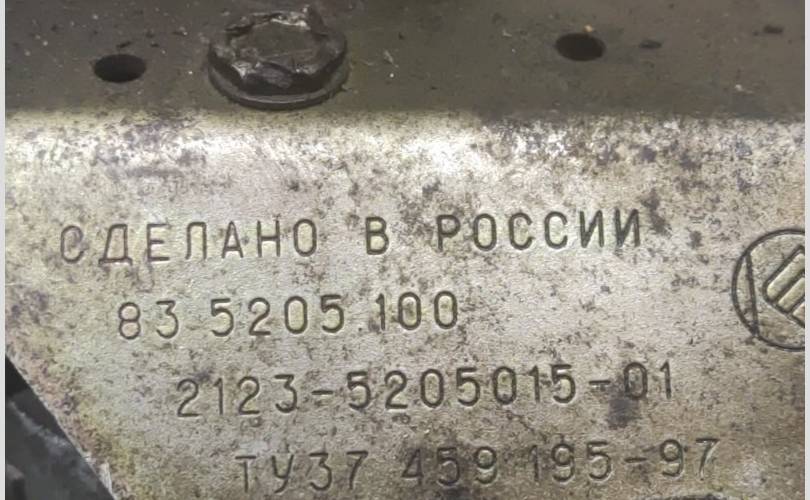 СДЕЛАНО В РОССИИ
83 5205.100
2123-5205015-01
ТУ37 459 195-97